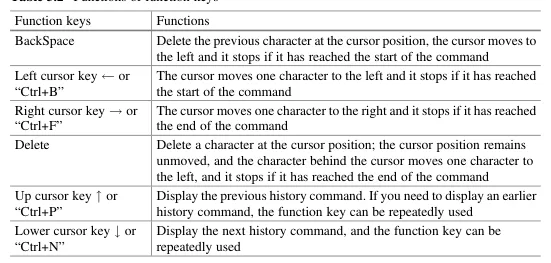 Function keys Functions
BackSpace Delete the previous character at the cursor position, the cursor moves to
the left and it stops if it has reached the start of the command
Left cursor key ← or The cursor moves one character to the left and it stops if it has reached
“Ctrl+B” the start of the command
Right cursor key → or The cursor moves one character to the right and it stops if it has reached
“Ctrl+F” the end of the command
Delete Delete a character at the cursor position; the cursor position remains
unmoved, and the character behind the cursor moves one character to
the left, and it stops if it has reached the end of the command
Up cursor key ↑ or Display the previous history command. If you need to display an earlier
“Ctrl+P” history command, the function key can be repeatedly used
Lower cursor key ↓ or Display the next history command, and the function key can be
“Ctrl+N” repeatedly used